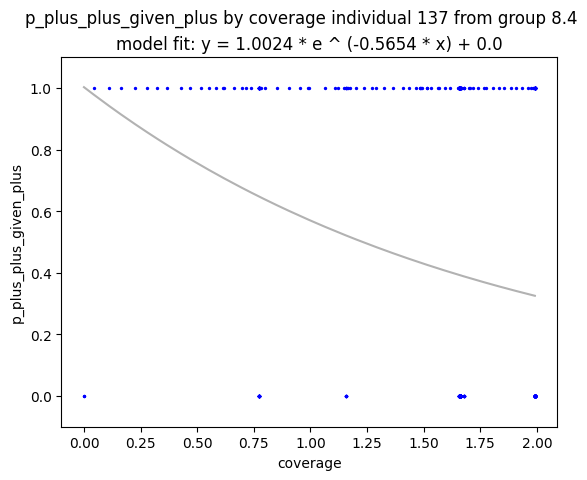 p_plus_plus_given_plus by coverage individual 137 from group 8.4
model fit: y = 1.0024 * e ^ (-0.5654 * x) + 0.0
1.0
0.8
0.6
0.4
0.2
0.0
p_plus_plus_given_plus
0.00 0.25 0.50 0.75 1.00 1.25 1.50 1.75 2.00
coverage